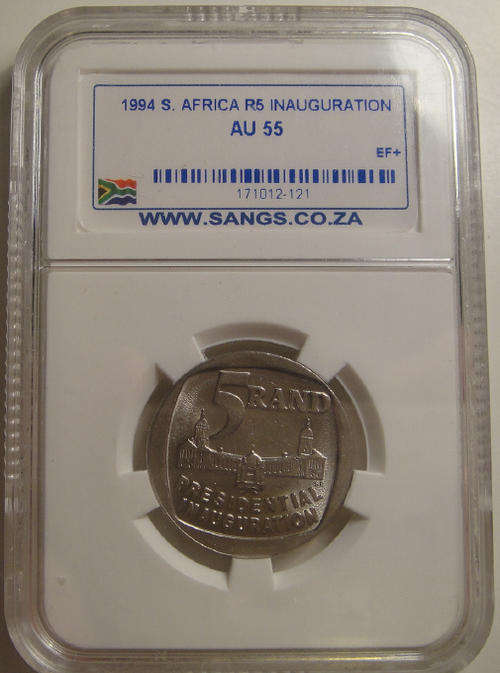 1994 S. AFRICA R5 INAUGURATION
AU 55
EF+
171012-121
WWW.SANGS.CO.ZA
5 RAND
PRESIDENTIAL
INAUGURATION